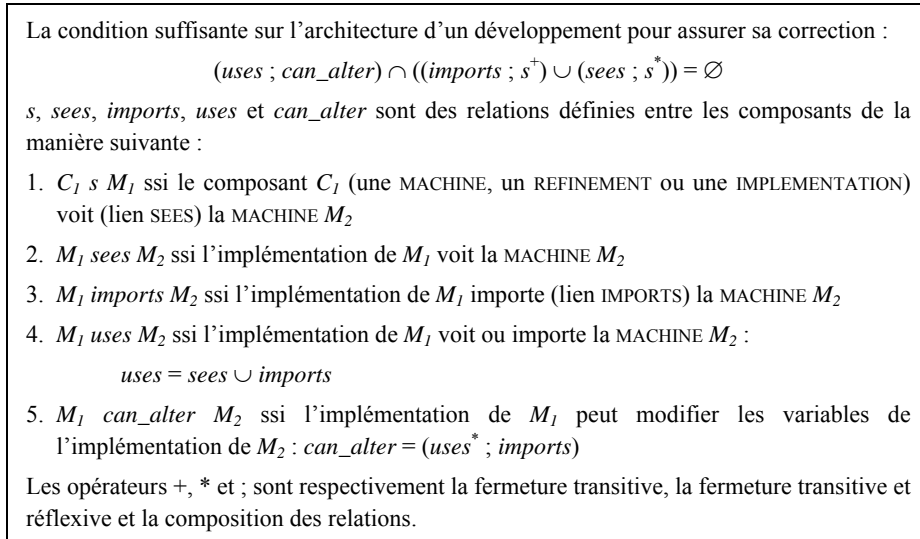 La condition suffisante sur l’architecture d’un développement pour assurer sa correction :
(uses ; can_alter) ∩ ((imports ; s⁺) ∪ (sees ; s*)) = ∅
s, sees, imports, uses et can_alter sont des relations définies entre les composants de la
manière suivante :
1. C₁ s M₁ ssi le composant C₁ (une MACHINE, un REFINEMENT ou une IMPLEMENTATION)
voit (lien SEES) la MACHINE M₂
2. M₁ sees M₂ ssi l’implémentation de M₁ voit la MACHINE M₂
3. M₁ imports M₂ ssi l’implémentation de M₁ importe (lien IMPORTS) la MACHINE M₂
4. M₁ uses M₂ ssi l’implémentation de M₁ voit ou importe la MACHINE M₂ :
uses = sees ∪ imports
5. M₁ can_alter M₂ ssi l’implémentation de M₁ peut modifier les variables de
l’implémentation de M₂ : can_alter = (uses* ; imports)
Les opérateurs +, * et ; sont respectivement la fermeture transitive, la fermeture transitive et
réflexive et la composition des relations.